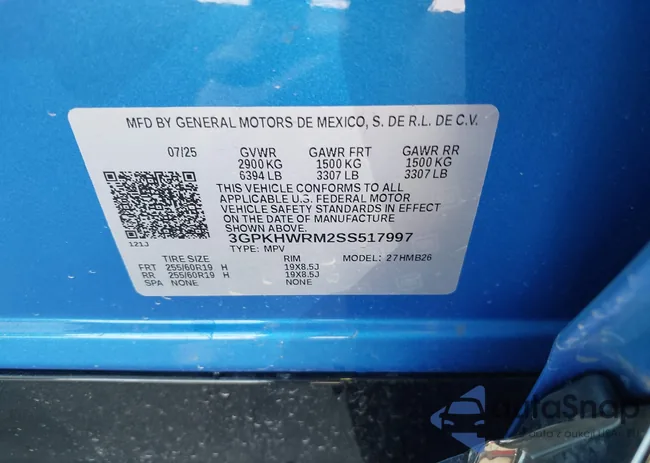 MFD BY GENERAL MOTORS DE MEXICO, S. DE R.L. DE C.V.
07/25 GVWR GAWR FRT GAWR RR
2900 KG 1500 KG 1500 KG
6394 LB 3307 LB 3307 LB
THIS VEHICLE CONFORMS TO ALL
APPLICABLE U.S. FEDERAL MOTOR
VEHICLE SAFETY STANDARDS IN EFFECT
ON THE DATE OF MANUFACTURE
SHOWN ABOVE.
3GPKHWRM2SS517997
121J
TYPE: MPV MODEL: 27HMB26
TIRE SIZE RIM
FRT 255/60R19 H 19X8.5J
RR 255/60R19 H 19X8.5J
SPA NONE NONE
autoSnap
auta z aukcji